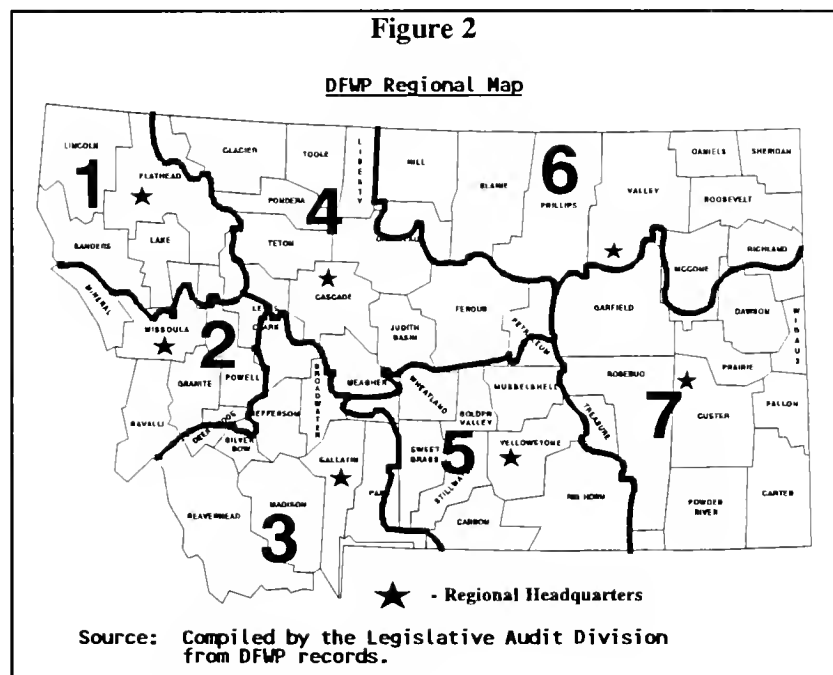 Figure 2
DFWP Regional Map
LINCOLN
FLATHEAD
GLACIER
TOOLE
LIBERTY
HILL
BLAINE
PHILLIPS
VALLEY
DANIELS
SHERIDAN
ROOSEVELT
1
4
6
PONDERA
SANDERS
LAKE
TETON
RICHLAND
MCCONE
MINERAL
MISSOULA
CASCADE
FERGUS
GARFIELD
DAWSON
WIBAUX
JUDITH
BASIN
PETROLEUM
2
GRANITE
POWELL
BROADWATER
MEAGHER
WHEATLAND
MUSSELSHELL
ROSEBUD
PRAIRIE
RAVALLI
JEFFERSON
7
CUSTER
FALLON
SILVER
BOW
GALLATIN
SWEET
GRASS
5
VALLEY
YELLOWSTONE
TREASURE
BEAVERHEAD
MADISON
3
CARBON
BIG HORN
POWDER
RIVER
CARTER
★ - Regional Headquarters
Source: Compiled by the Legislative Audit Division
from DFWP records.